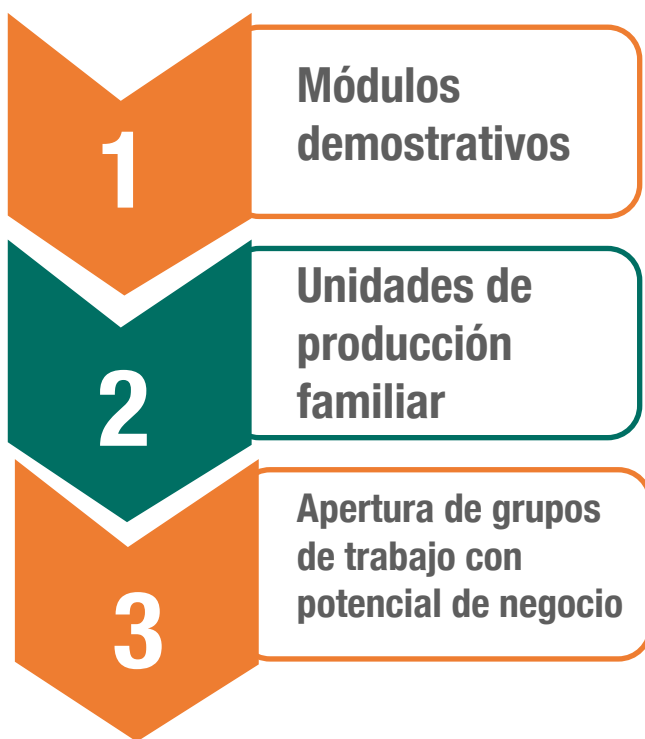 1
Módulos
demostrativos
2
Unidades de
producción
familiar
3
Apertura de grupos
de trabajo con
potencial de negocio